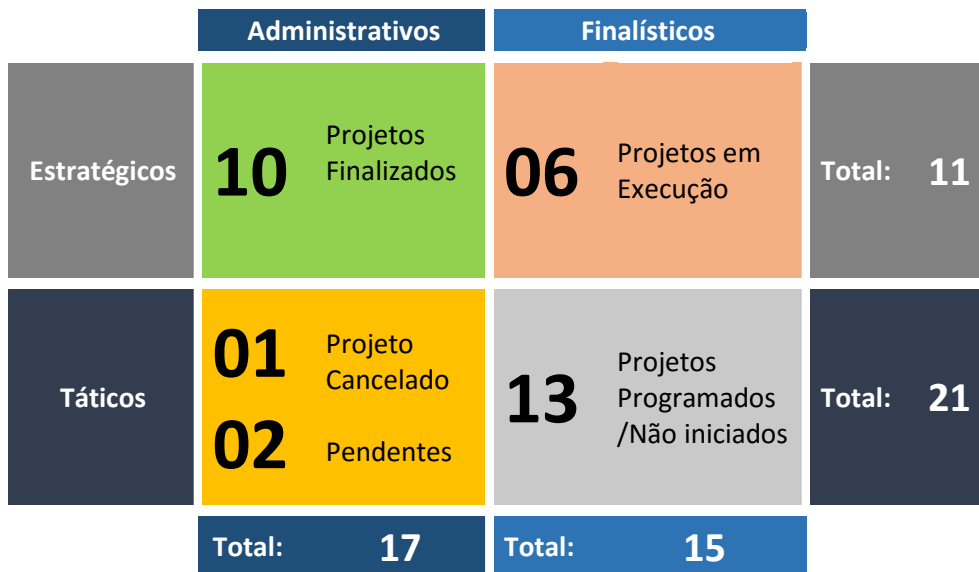 Administrativos
Finalísticos
Estratégicos
10
Projetos
Finalizados
06
Projetos em
Execução
Total: 11
Táticos
01
Projeto
Cancelado
02
Pendentes
13
Projetos
Programados
/Não iniciados
Total: 21
Total: 17
Total: 15